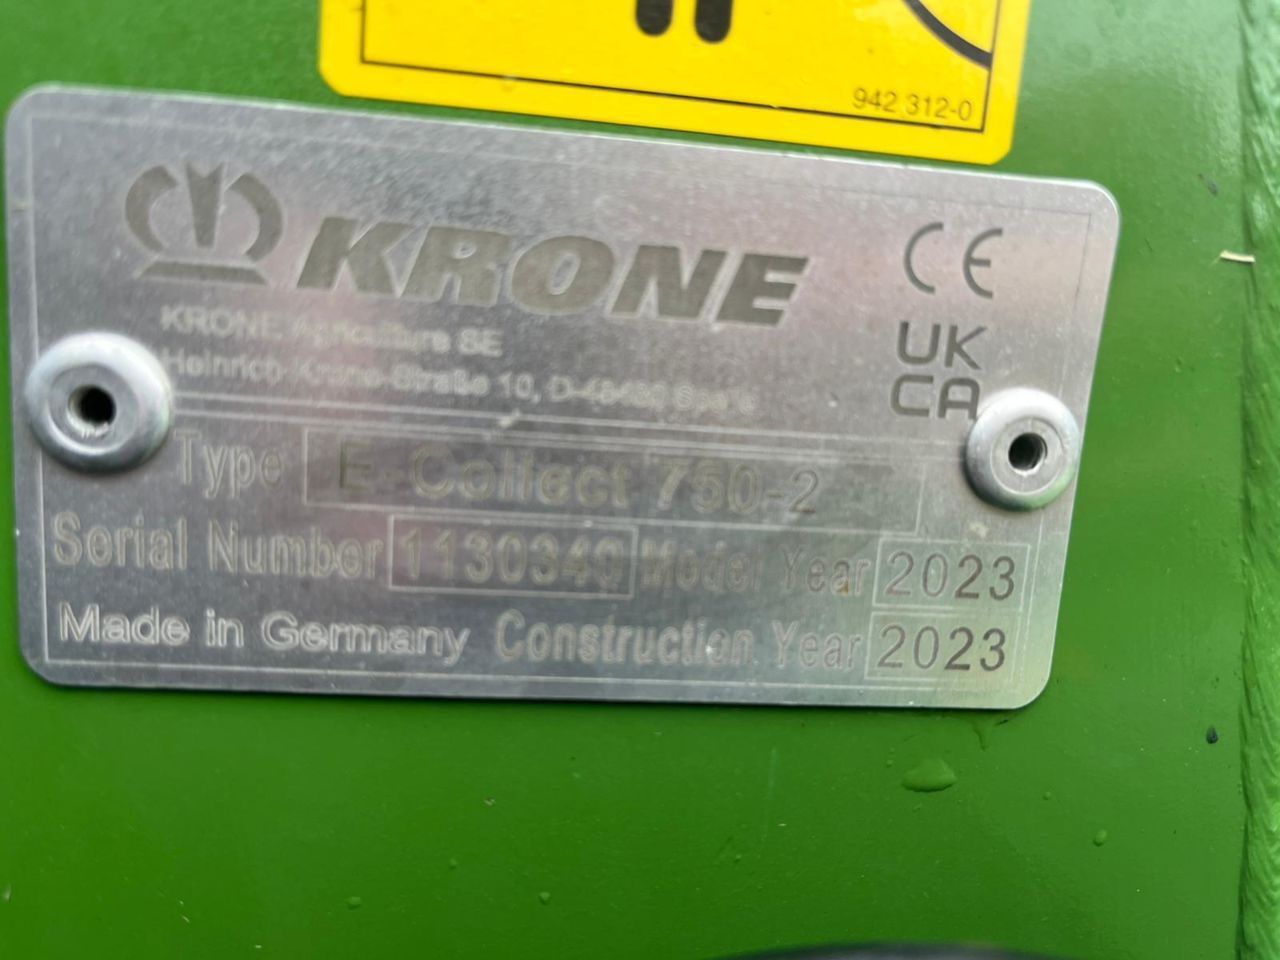 942.312-0
KRONE
CE
KRONE Agriculture SE
UK
CA
Heinrich-Krone-Straße 10, D-48480 Spelle
Type E-Collect 750-2
Serial Number 1130340 Model Year 2023
Made in Germany Construction Year 2023